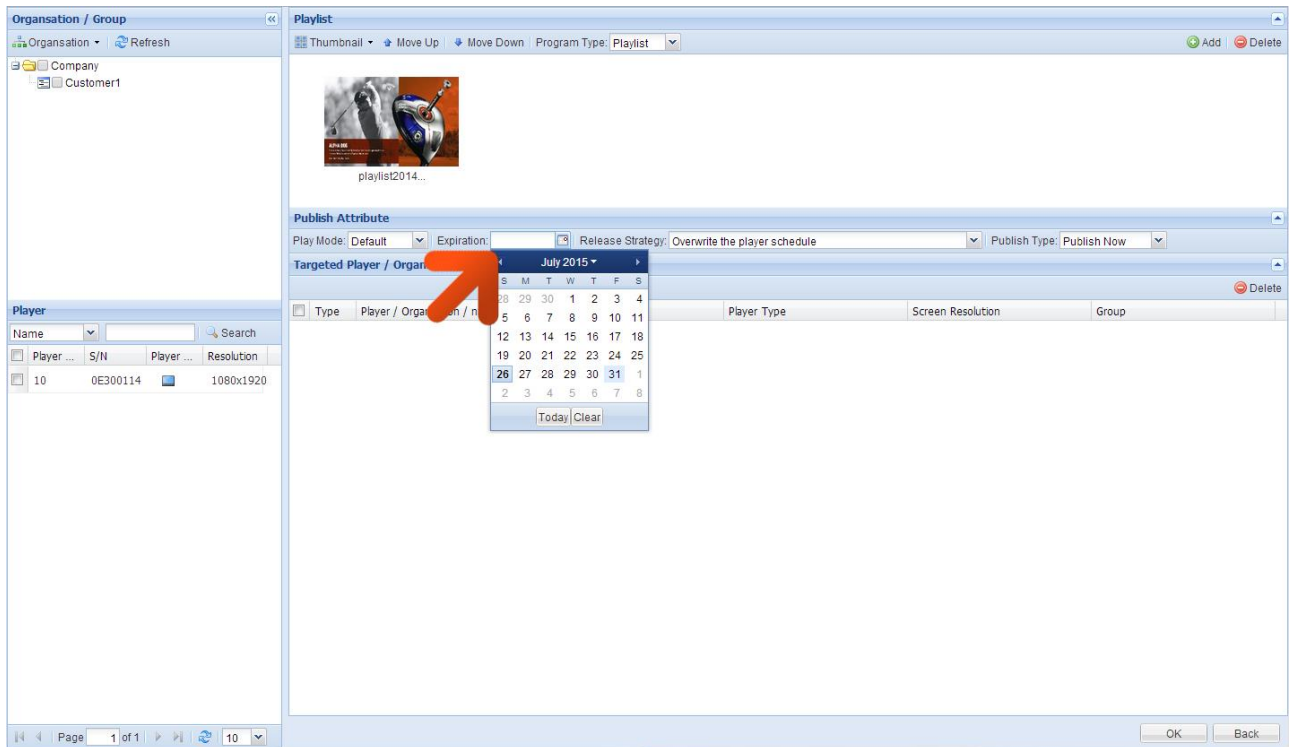 Organsation / Group
Organsation
Refresh
Company
Customer1
Player
Name
Search
Player ... S/N Player ... Resolution
10 0E300114 1080x1920
Page 1 of 1 10
Playlist
Thumbnail Move Up Move Down Program Type: Playlist Add Delete
playlist2014...
Publish Attribute
Play Mode: Default Expiration: Release Strategy: Overwrite the player schedule Publish Type: Publish Now
Targeted Player / Organ
Delete
Type Player / Organ Player Type Screen Resolution Group
July 2015
S M T W T F S
28 29 30 1 2 3 4
5 6 7 8 9 10 11
12 13 14 15 16 17 18
19 20 21 22 23 24 25
26 27 28 29 30 31 1
2 3 4 5 6 7 8
Today Clear
OK Back